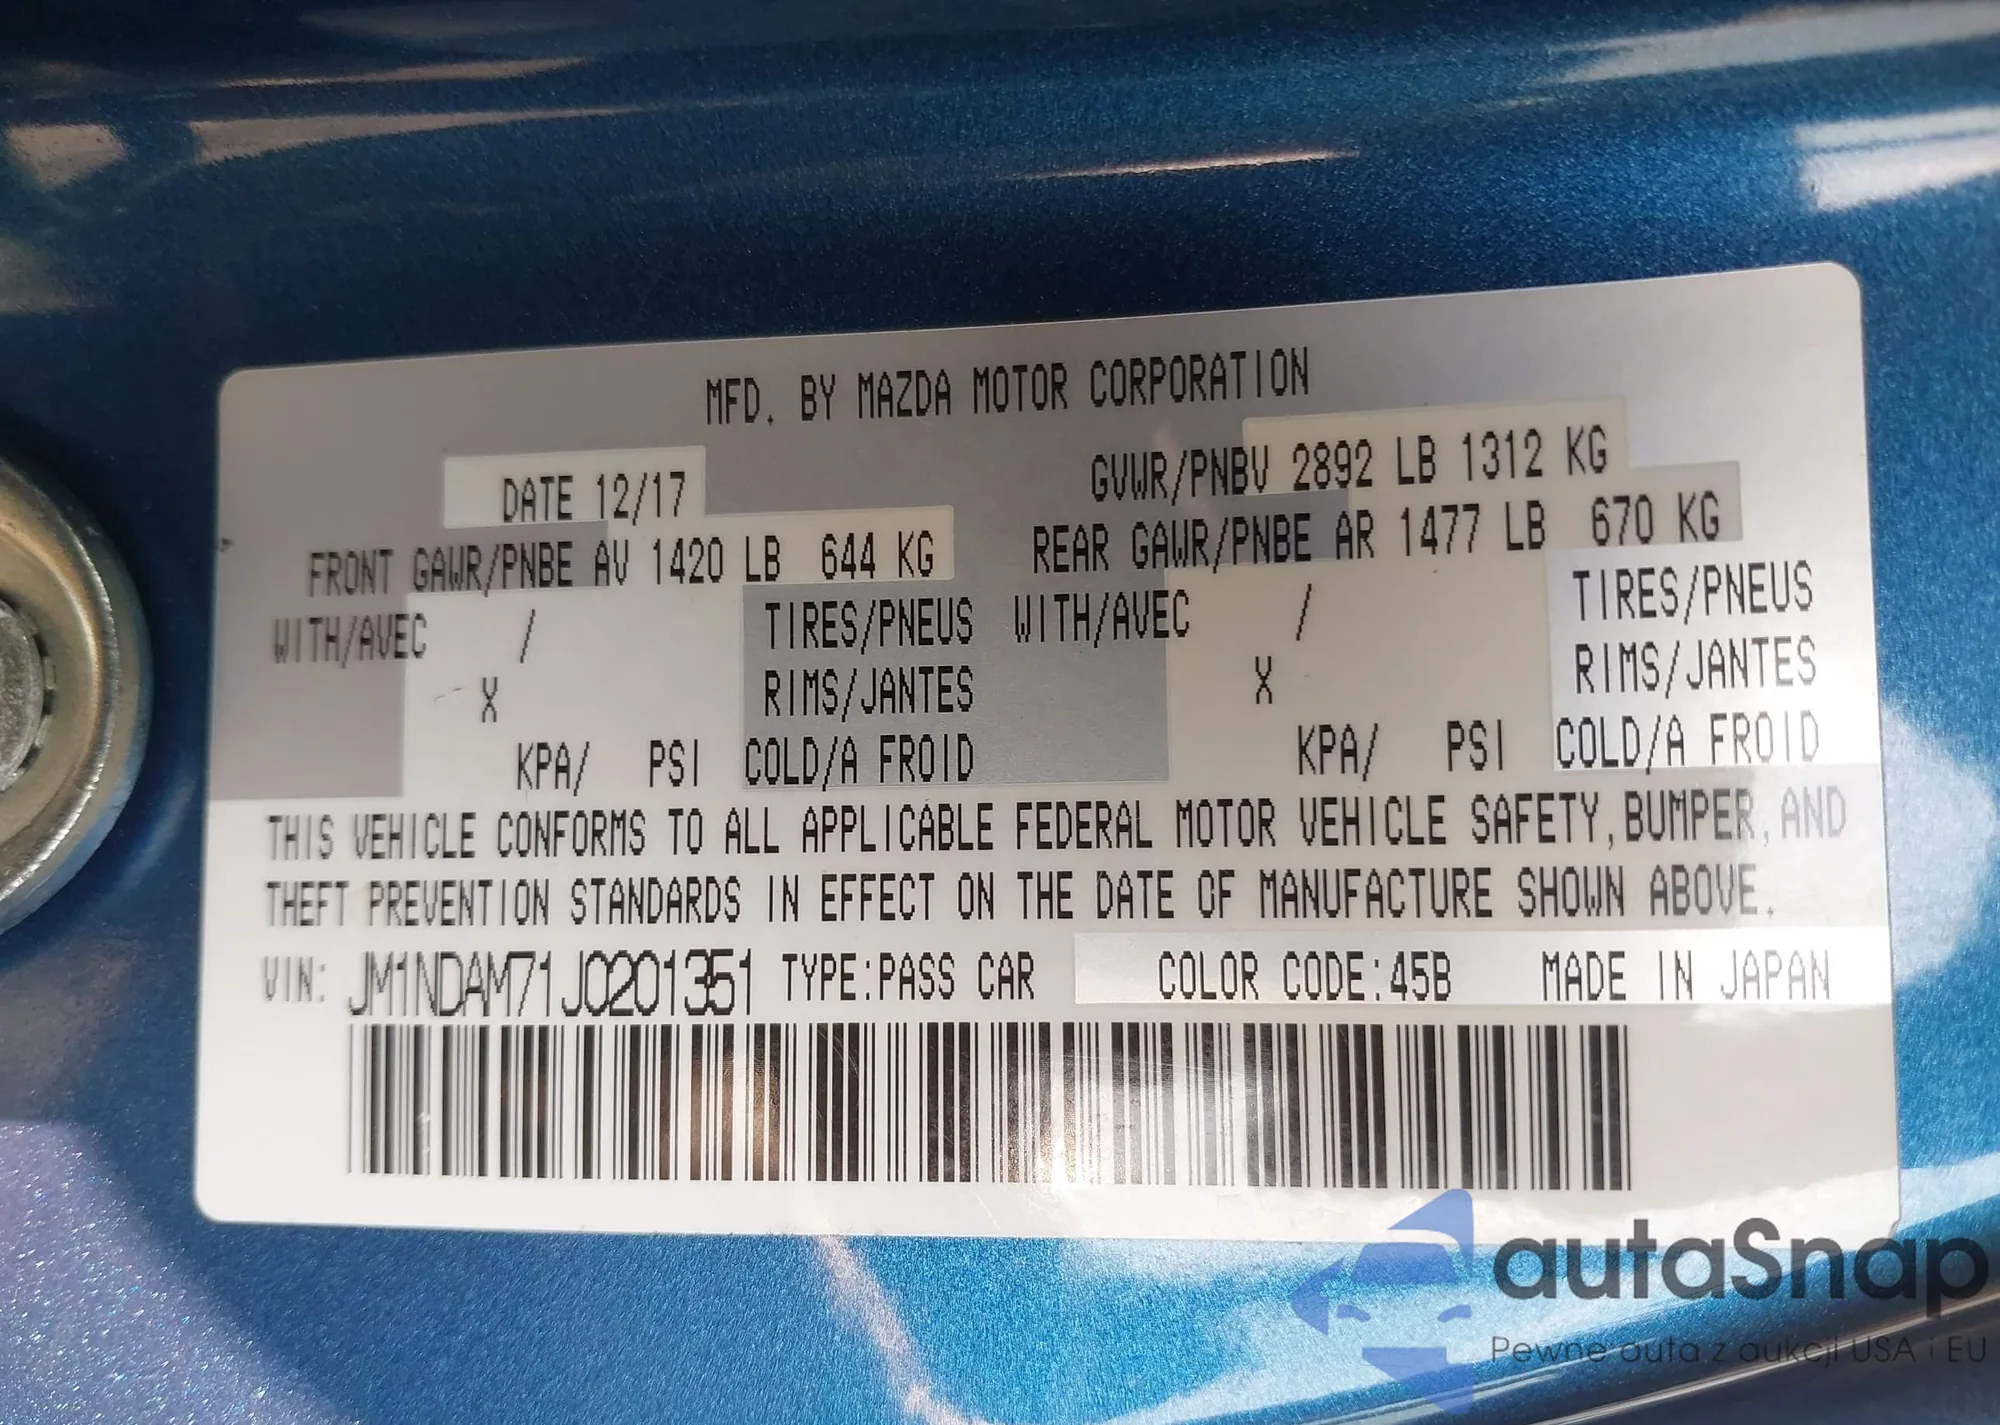 MFD. BY MAZDA MOTOR CORPORATION
DATE 12/17 GVWR/PNBV 2892 LB 1312 KG
FRONT GAWR/PNBE AV 1420 LB 644 KG REAR GAWR/PNBE AR 1477 LB 670 KG
WITH/AVEC / TIRES/PNEUS WITH/AVEC / TIRES/PNEUS
X RIMS/JANTES X RIMS/JANTES
KPA/ PSI COLD/A FROID KPA/ PSI COLD/A FROID
THIS VEHICLE CONFORMS TO ALL APPLICABLE FEDERAL MOTOR VEHICLE SAFETY, BUMPER, AND
THEFT PREVENTION STANDARDS IN EFFECT ON THE DATE OF MANUFACTURE SHOWN ABOVE.
VIN: JM1NDAM71J0201351 TYPE:PASS CAR COLOR CODE:45B MADE IN JAPAN
autaSnap
Pewne auta z aukcji USA i EU